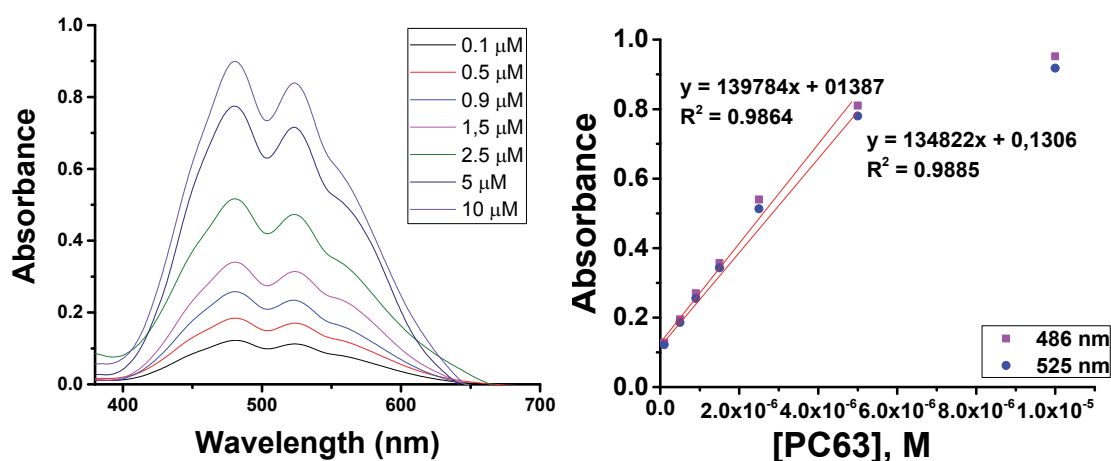 1.0
0.8
0.6
0.4
0.2
0.0
Absorbance
400 500 600 700
Wavelength (nm)
0.1 μM
0.5 μM
0.9 μM
1,5 μM
2.5 μM
5 μM
10 μM
1.0
0.8
0.6
0.4
0.2
0.0
Absorbance
y = 139784x + 01387
R² = 0.9864
y = 134822x + 0,1306
R² = 0.9885
486 nm
525 nm
0.0 2.0x10⁻⁶ 4.0x10⁻⁶ 6.0x10⁻⁶ 8.0x10⁻⁶ 1.0x10⁻⁵
[PC63], M